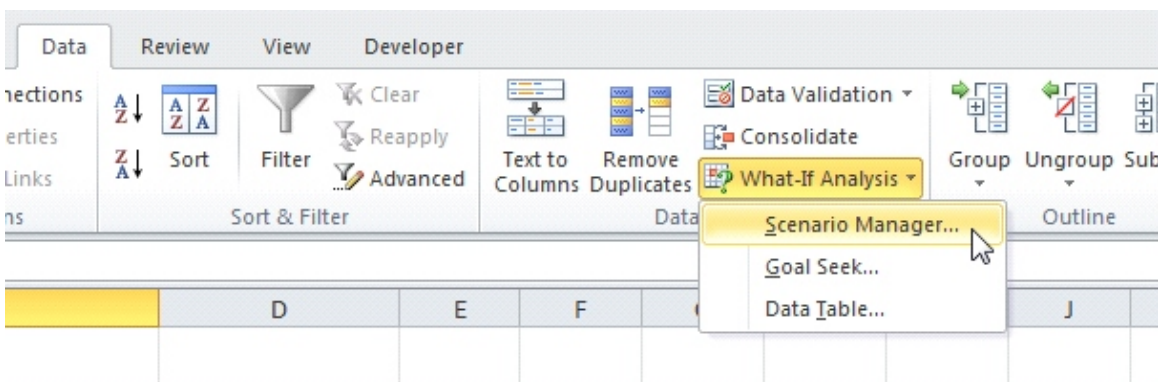 Data Review View Developer
nections
erties
Links
ns
A Z
Z A
A Z
Z A
Sort
Filter
Clear
Reapply
Advanced
Sort & Filter
Text to
Columns
Remove
Duplicates
Data Validation
Consolidate
What-If Analysis
Data
Scenario Manager...
Goal Seek...
Data Table...
Group
Ungroup
Sub
Outline
D E F J